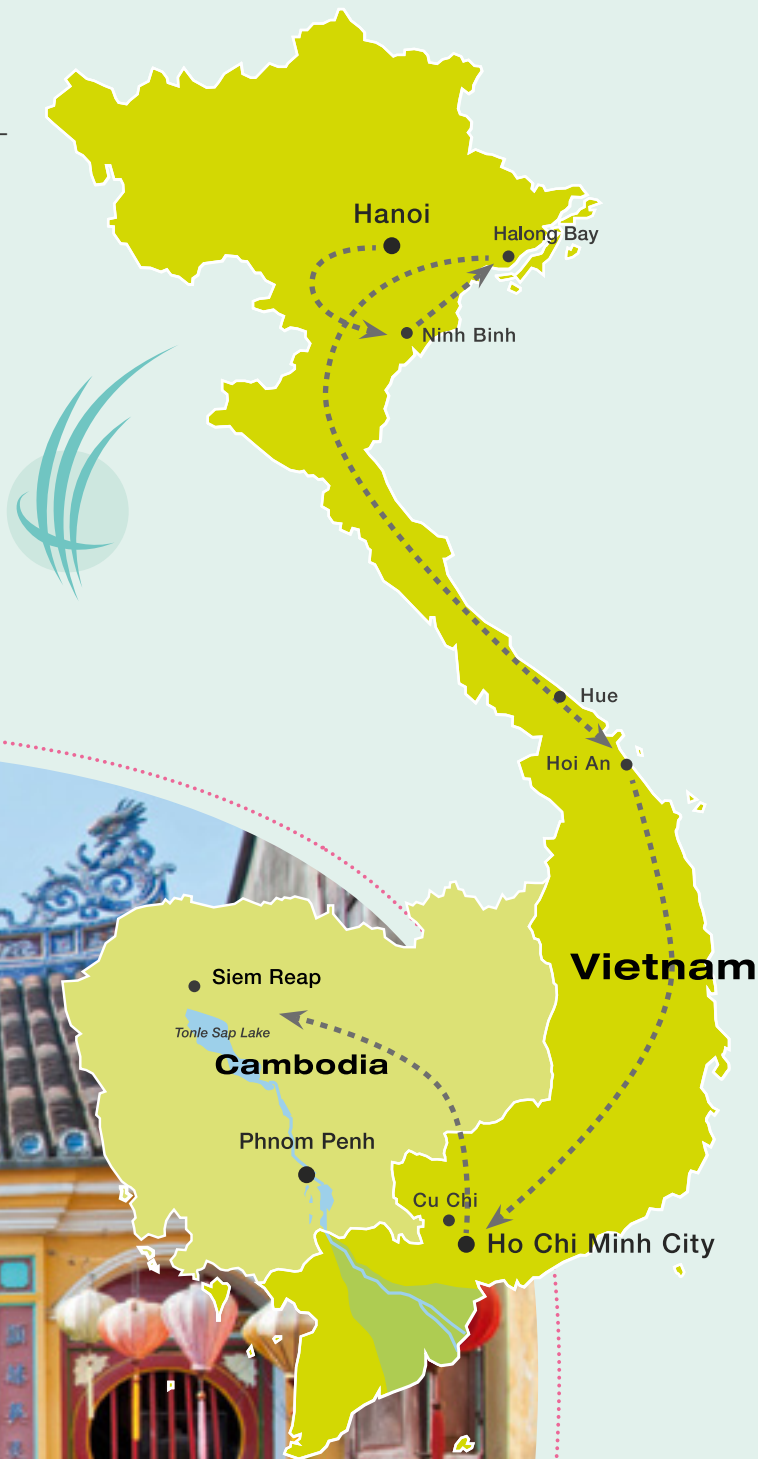 Hanoi
Halong Bay
Ninh Binh
Hue
Hoi An
Vietnam
Siem Reap
Tonle Sap Lake
Cambodia
Phnom Penh
Cu Chi
Ho Chi Minh City